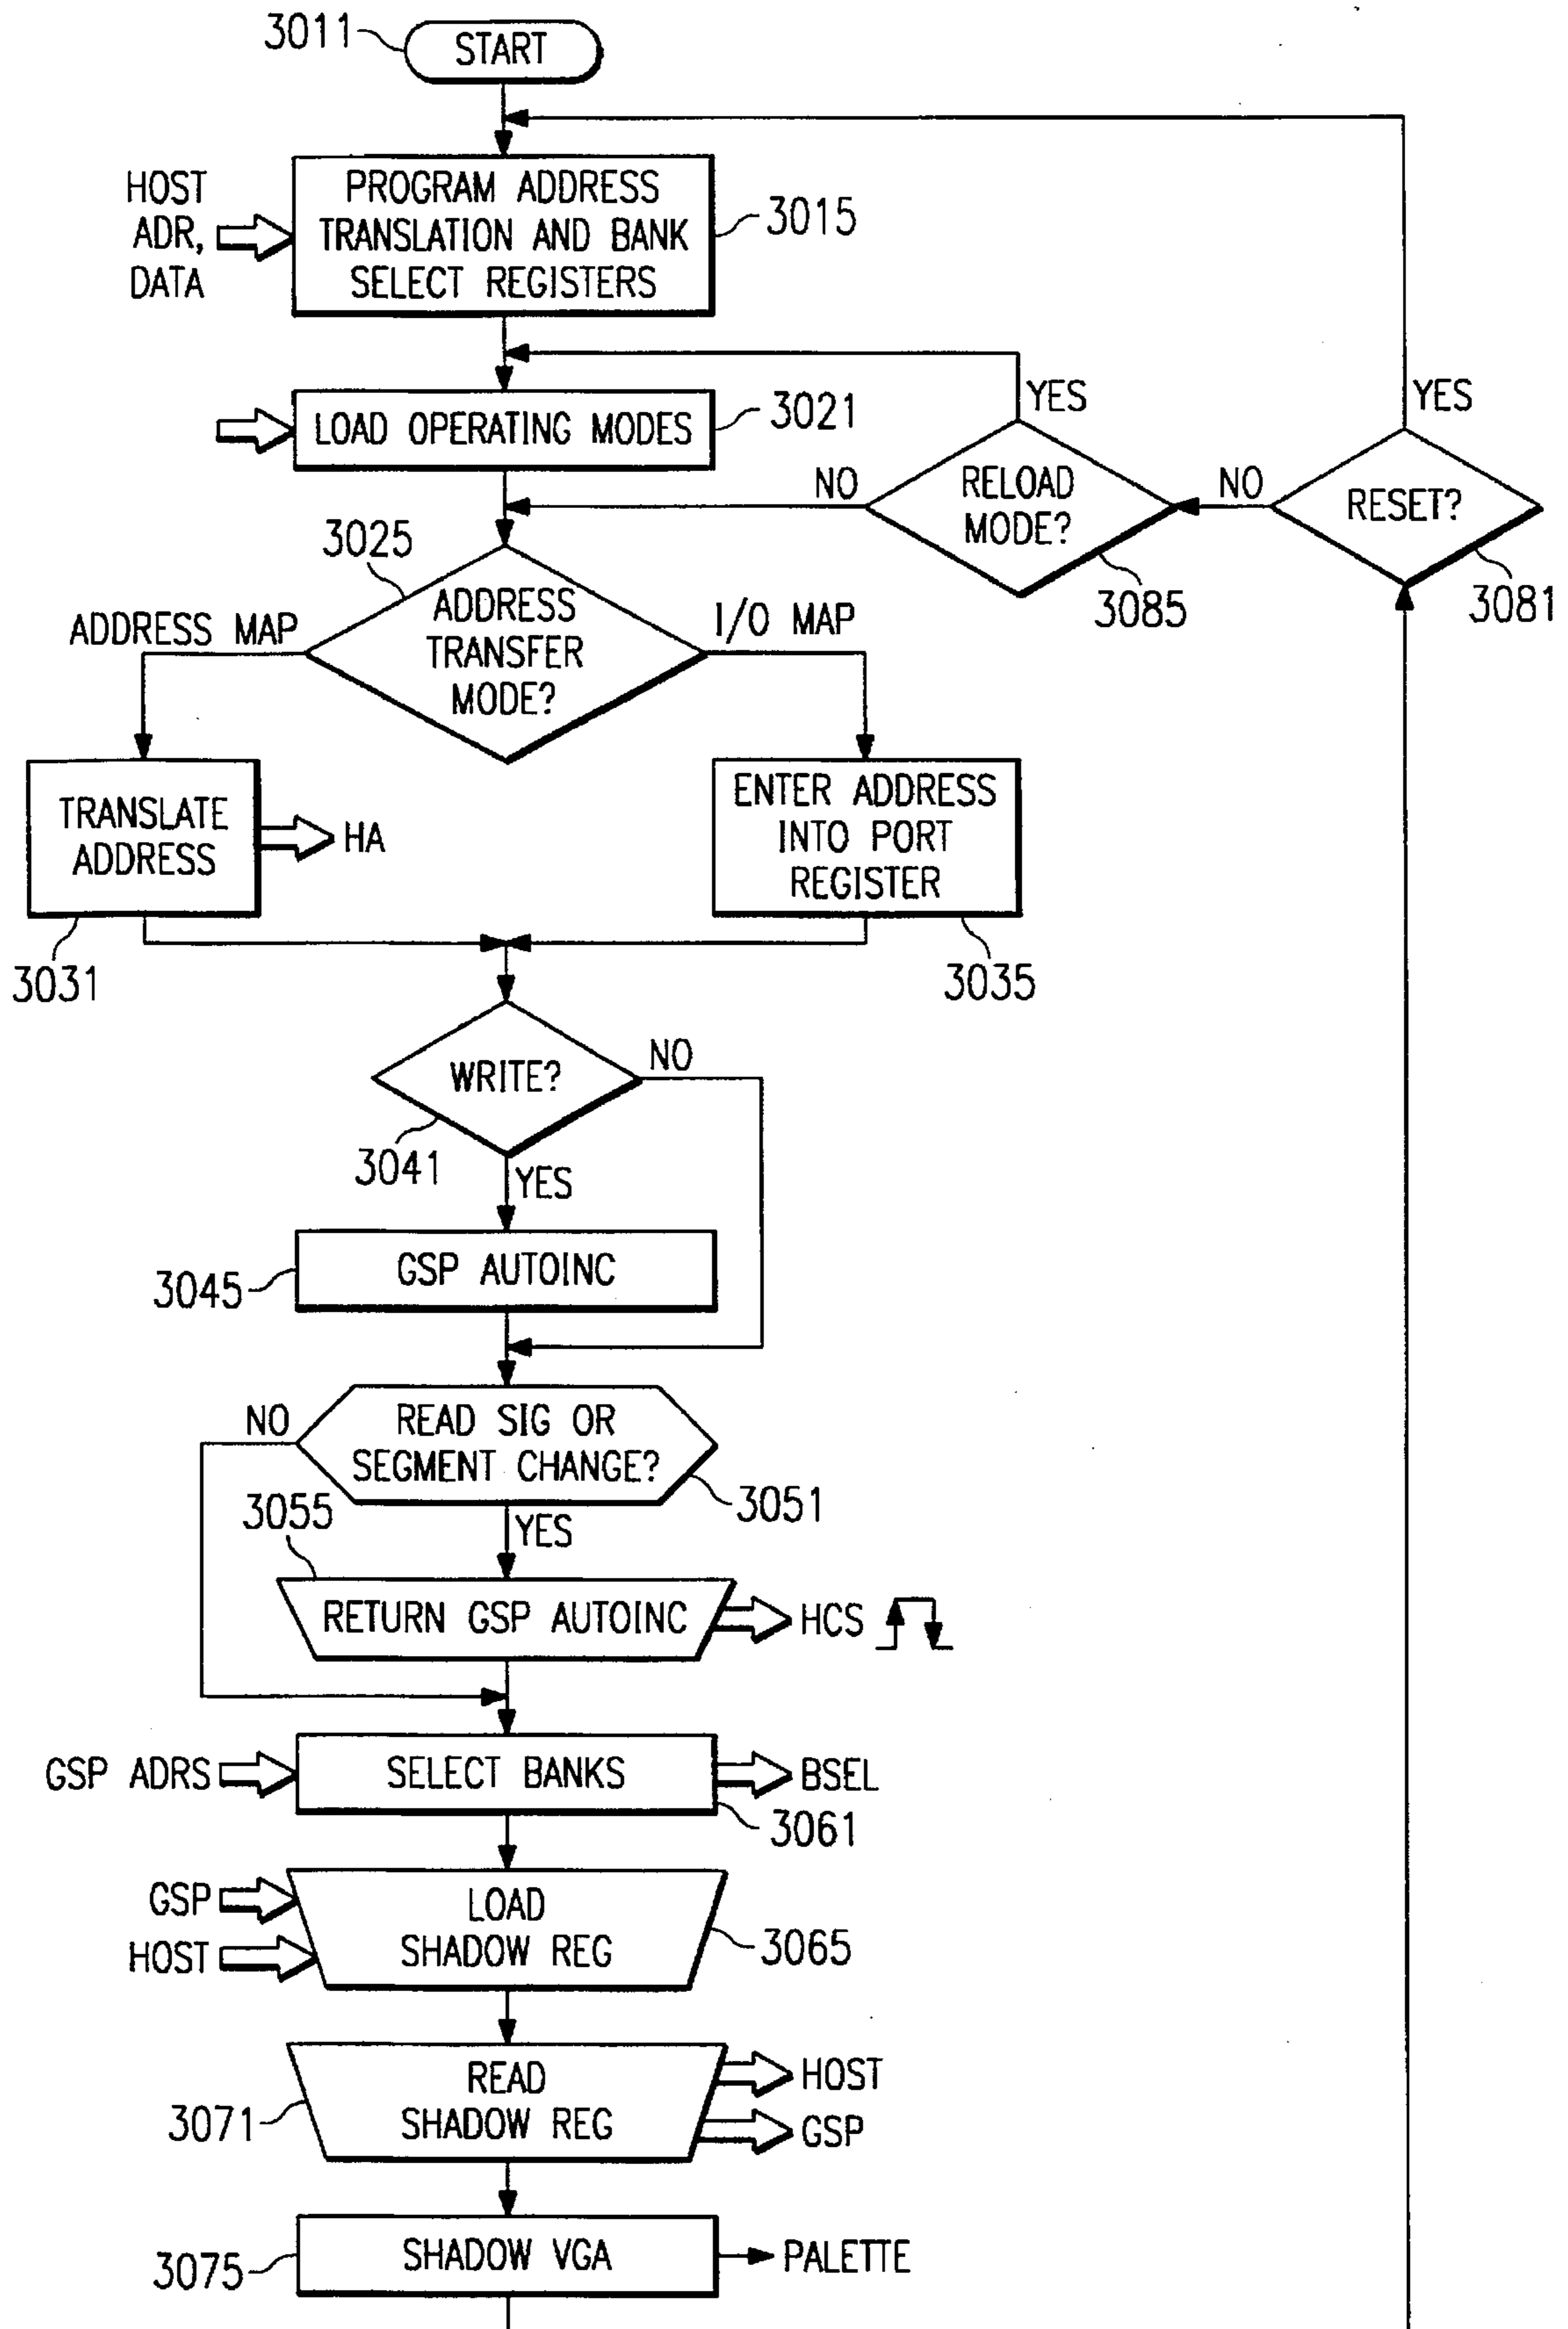 3011
START
HOST
ADR,
DATA
PROGRAM ADDRESS
TRANSLATION AND BANK
SELECT REGISTERS
3015
LOAD OPERATING MODES
3021
YES
YES
NO
RELOAD
MODE?
NO
RESET?
3085
3081
3025
ADDRESS
TRANSFER
MODE?
ADDRESS MAP
I/O MAP
TRANSLATE
ADDRESS
HA
ENTER ADDRESS
INTO PORT
REGISTER
3031
3035
WRITE?
NO
3041
YES
GSP AUTOINC
3045
NO
READ SIG OR
SEGMENT CHANGE?
3051
3055
YES
RETURN GSP AUTOINC
HCS
GSP ADRS
SELECT BANKS
BSEL
3061
GSP
HOST
LOAD
SHADOW REG
3065
READ
SHADOW REG
HOST
GSP
3071
SHADOW VGA
PALETTE
3075